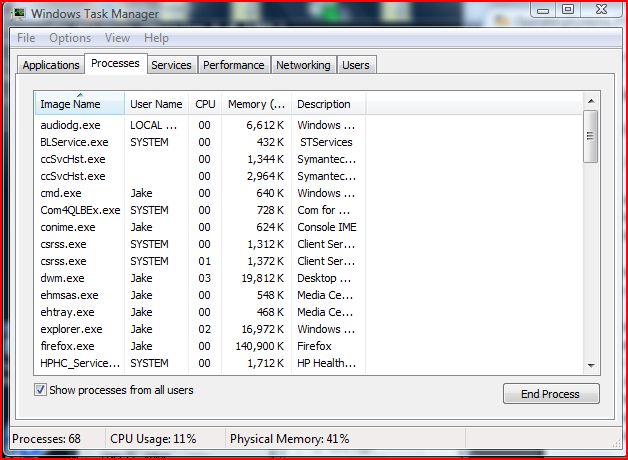 Windows Task Manager
File Options View Help
Applications Processes Services Performance Networking Users
Image Name User Name CPU Memory (... Description
audiodg.exe LOCAL ... 00 6,612 K Windows ...
BLService.exe SYSTEM 00 432 K STServices
ccSvcHst.exe 00 1,344 K Symantec...
ccSvcHst.exe 00 2,964 K Symantec...
cmd.exe Jake 00 640 K Windows ...
Com4QLBEx.exe SYSTEM 00 728 K Com for ...
conime.exe Jake 00 624 K Console IME
csrss.exe SYSTEM 00 1,312 K Client Ser...
csrss.exe SYSTEM 01 1,372 K Client Ser...
dwm.exe Jake 03 19,812 K Desktop ...
ehmsas.exe Jake 00 548 K Media Ce...
ehtray.exe Jake 00 468 K Media Ce...
explorer.exe Jake 02 16,972 K Windows ...
firefox.exe Jake 00 140,900 K Firefox
HPHC_Service... SYSTEM 00 1,712 K HP Health...
Show processes from all users
End Process
Processes: 68 CPU Usage: 11% Physical Memory: 41%